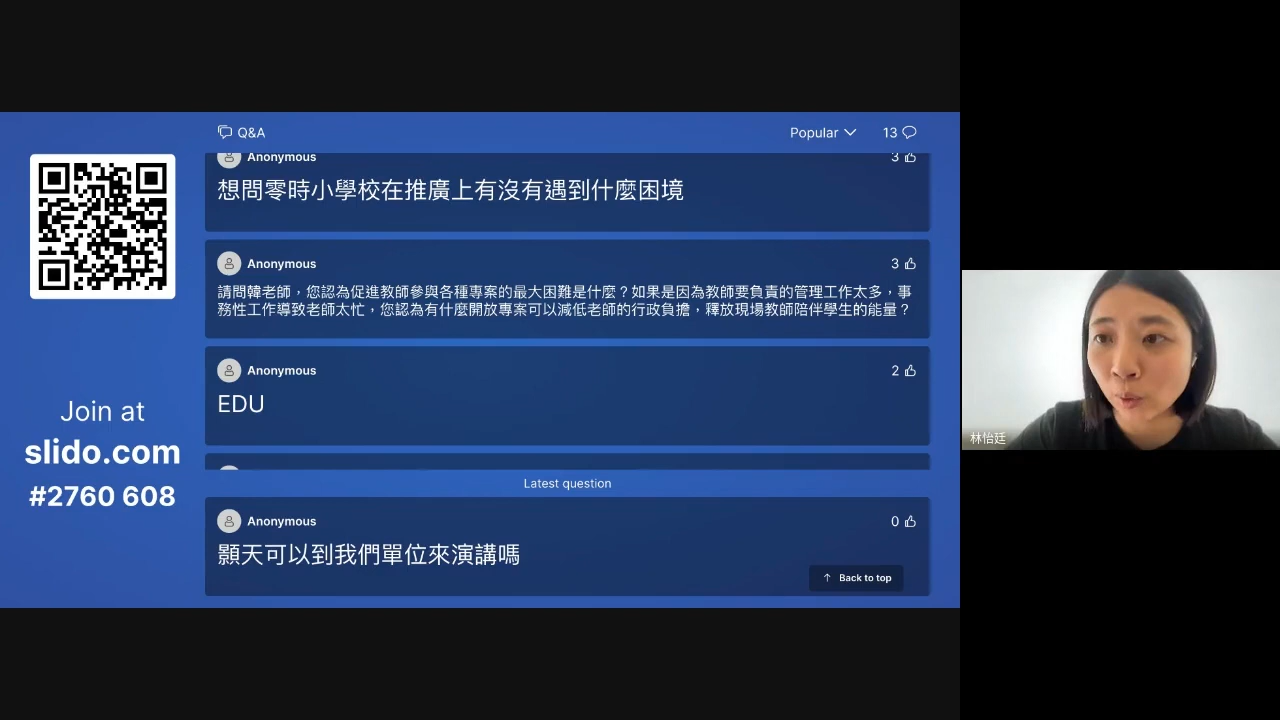 Q&A
Popular
13
Anonymous
3
想問零時小學校在推廣上有沒有遇到什麼困境
Anonymous
3
請問韓老師，您認為促進教師參與各種專案的最大困難是什麼？如果是因為教師要負責的管理工作太多，事
務性工作導致老師太忙，您認為有什麼開放專案可以減低老師的行政負擔，釋放現場教師陪伴學生的能量？
Anonymous
2
EDU
Latest question
Anonymous
0
顥天可以到我們單位來演講嗎
Back to top
Join at
slido.com
#2760 608
林怡廷